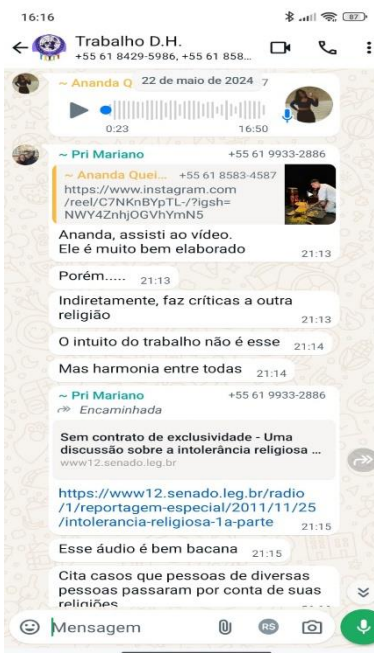 16:16
87
Trabalho D.H.
+55 61 8429-5986, +55 61 858...
~ Ananda Q
22 de maio de 2024
7
0:23
16:50
~ Pri Mariano
+55 61 9933-2886
Ananda Quei... +55 61 8583-4587
https://www.instagram.com
/reel/C7NKnBYpTL-/?igsh=
NWY4ZnhjOGVhYmN5
Ananda, assisti ao vídeo.
Ele é muito bem elaborado
21:13
Porém..... 21:13
Indiretamente, faz críticas a outra
religião
21:13
O intuito do trabalho não é esse 21:14
Mas harmonia entre todas 21:14
~ Pri Mariano
+55 61 9933-2886
Encaminhada
Sem contrato de exclusividade - Uma
discussão sobre a intolerância religiosa ...
www12.senado.leg.br
https://www12.senado.leg.br/radio
/1/reportagem-especial/2011/11/25
/intolerancia-religiosa-1a-parte
21:15
Esse áudio é bem bacana 21:15
Cita casos que pessoas de diversas
pessoas passaram por conta de suas
religiões
Mensagem
RS